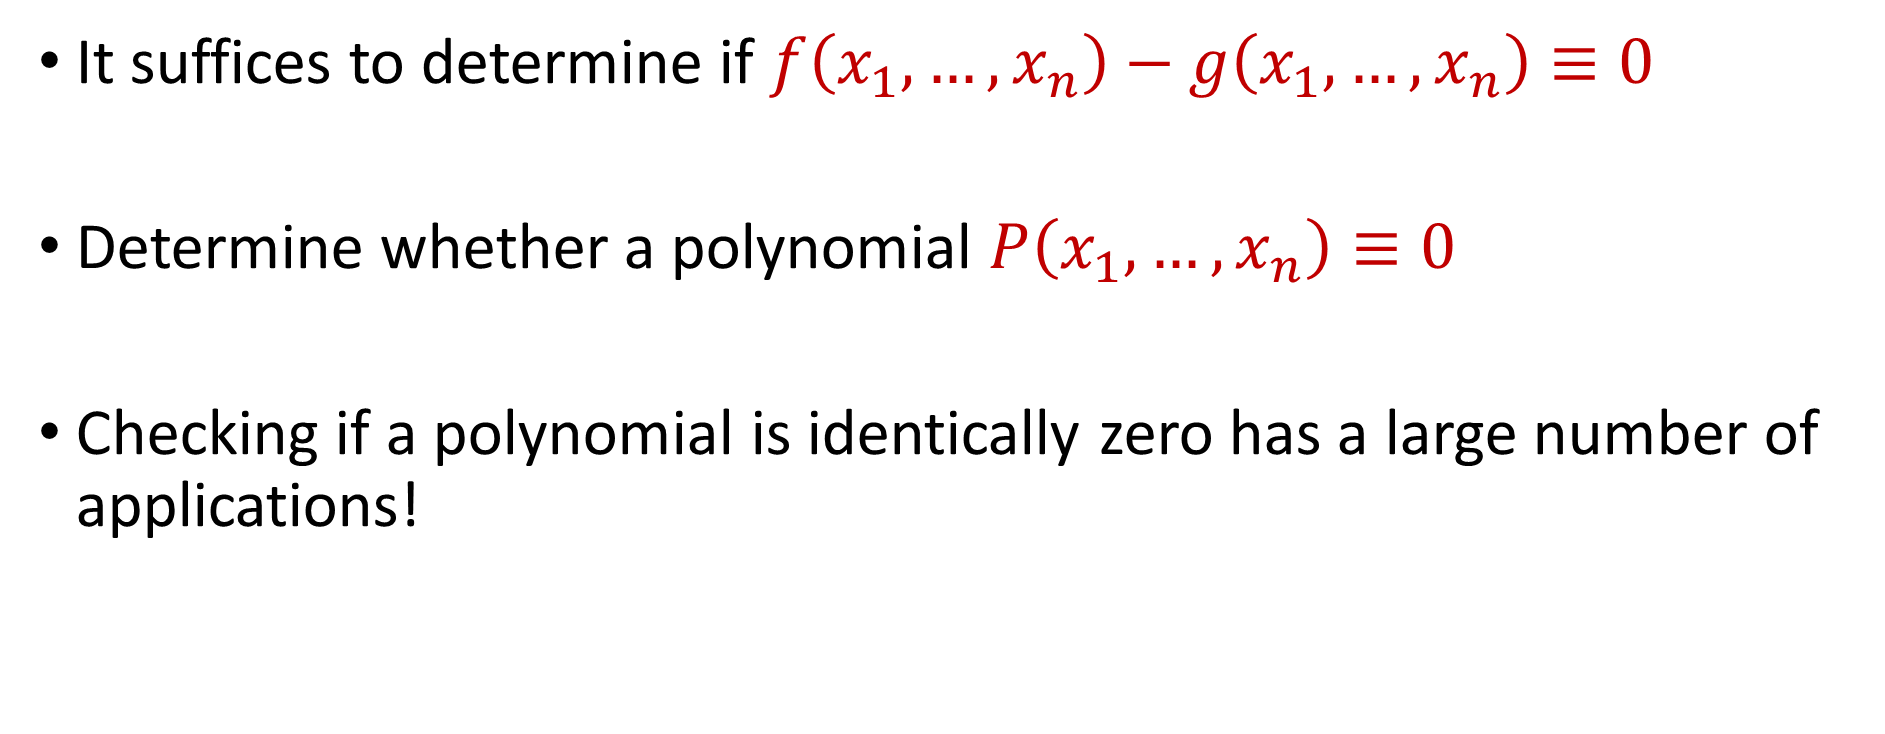 • It suffices to determine if f(x₁, … , xₙ) − g(x₁, … , xₙ) ≡ 0
• Determine whether a polynomial P(x₁, … , xₙ) ≡ 0
• Checking if a polynomial is identically zero has a large number of
applications!